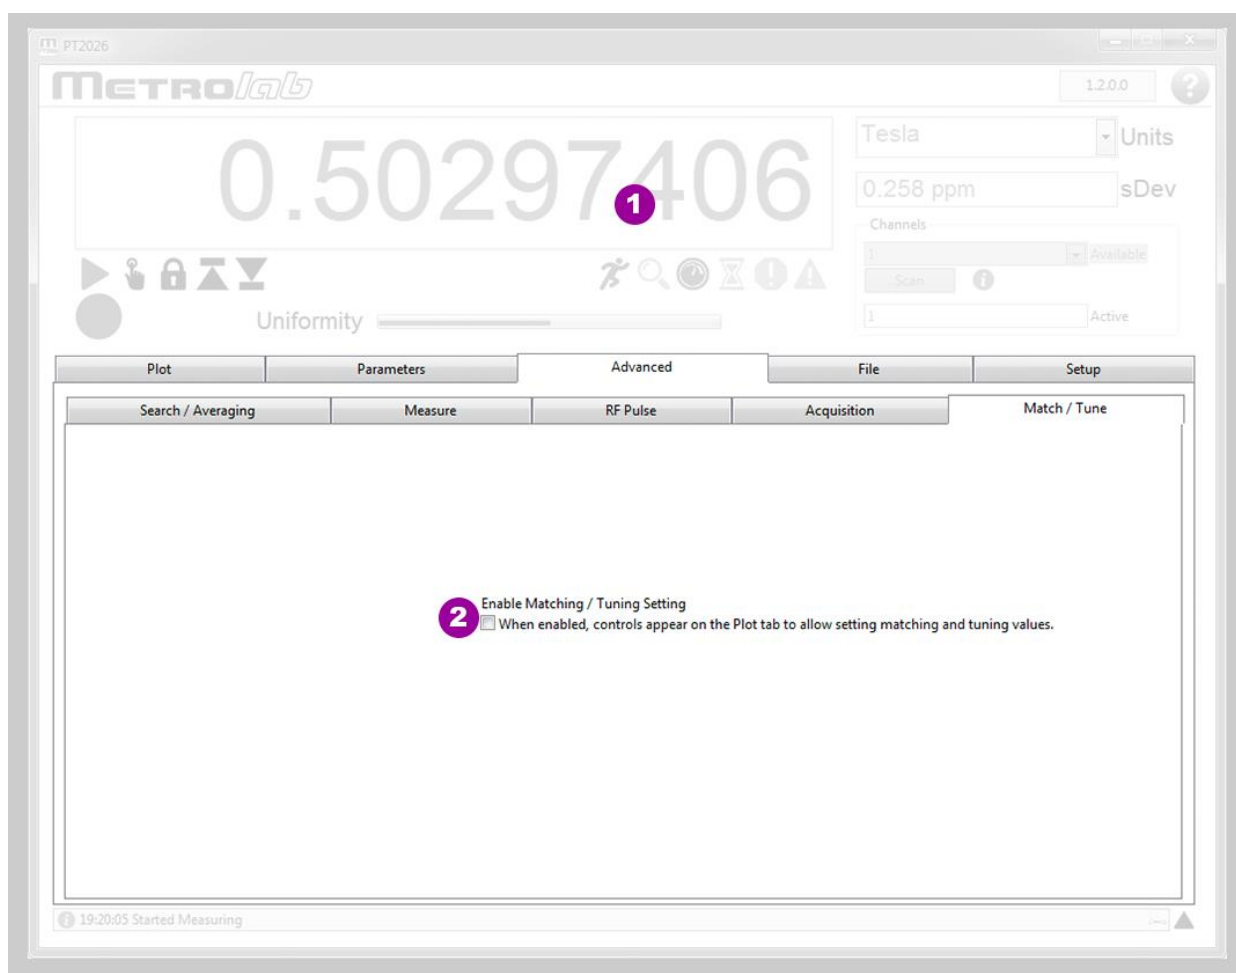 PT2026
METROlab
1.2.0.0
?
0.50297406
1
Tesla
Units
0.258 ppm
sDev
Channels
1
Available
Scan
i
1
Active
Uniformity
Plot
Parameters
Advanced
File
Setup
Search / Averaging
Measure
RF Pulse
Acquisition
Match / Tune
Enable Matching / Tuning Setting
2
When enabled, controls appear on the Plot tab to allow setting matching and tuning values.
19:20:05 Started Measuring
...